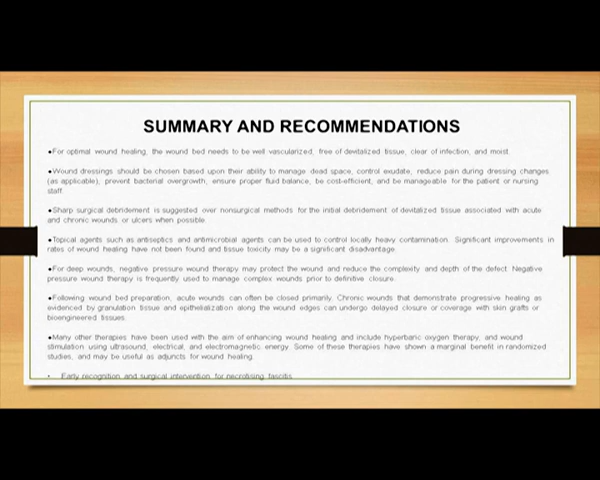 SUMMARY AND RECOMMENDATIONS
●For optimal wound healing, the wound bed needs to be well vascularized, free of devitalized tissue, clear of infection, and moist.
●Wound dressings should be chosen based upon their ability to manage dead space, control exudate, reduce pain during dressing changes
(as applicable), prevent bacterial overgrowth, ensure proper fluid balance, be cost-efficient, and be manageable for the patient or nursing
staff.
●Sharp surgical debridement is suggested over nonsurgical methods for the initial debridement of devitalized tissue associated with acute
and chronic wounds or ulcers when possible.
●Topical agents such as antiseptics and antimicrobial agents can be used to control locally heavy contamination. Significant improvements in
rates of wound healing have not been found and tissue toxicity may be a significant disadvantage.
●For deep wounds, negative pressure wound therapy may protect the wound and reduce the complexity and depth of the defect. Negative
pressure wound therapy is frequently used to manage complex wounds prior to definitive closure.
●Following wound bed preparation, acute wounds can often be closed primarily. Chronic wounds that demonstrate progressive healing as
evidenced by granulation tissue and epithelialization along the wound edges can undergo delayed closure or coverage with skin grafts or
bioengineered tissues.
●Many other therapies have been used with the aim of enhancing wound healing and include hyperbaric oxygen therapy, and wound
stimulation using ultrasound, electrical, and electromagnetic energy. Some of these therapies have shown a marginal benefit in randomized
studies, and may be useful as adjuncts for wound healing.
• Early recognition and surgical intervention for necrotising fascitis